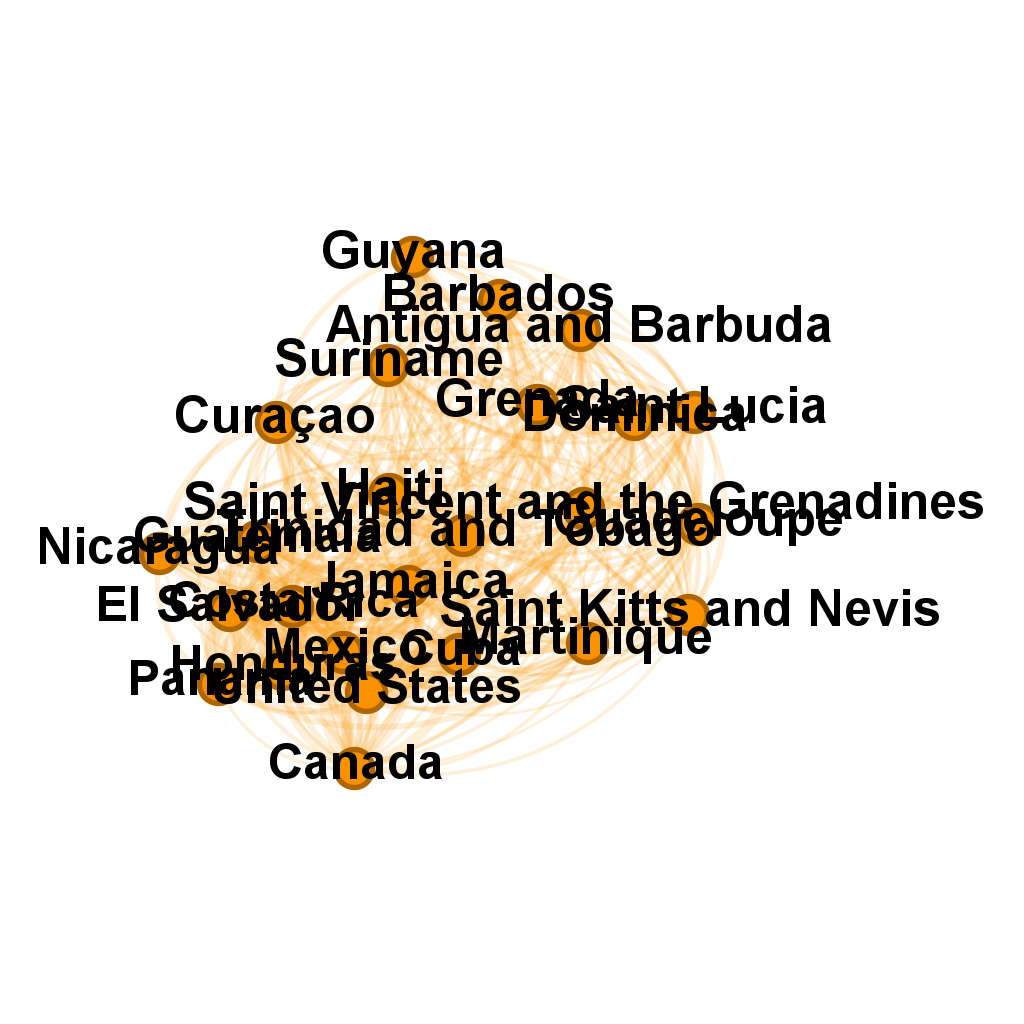 Guyana
Barbados
Antigua and Barbuda
Suriname
Grenada
Saint Lucia
Dominica
Curaçao
Haiti
Saint Vincent and the Grenadines
Guadeloupe
Trinidad and Tobago
Guatemala
Nicaragua
Jamaica
Costa Rica
El Salvador
Saint Kitts and Nevis
Martinique
Mexico
Cuba
Honduras
Panama
United States
Canada